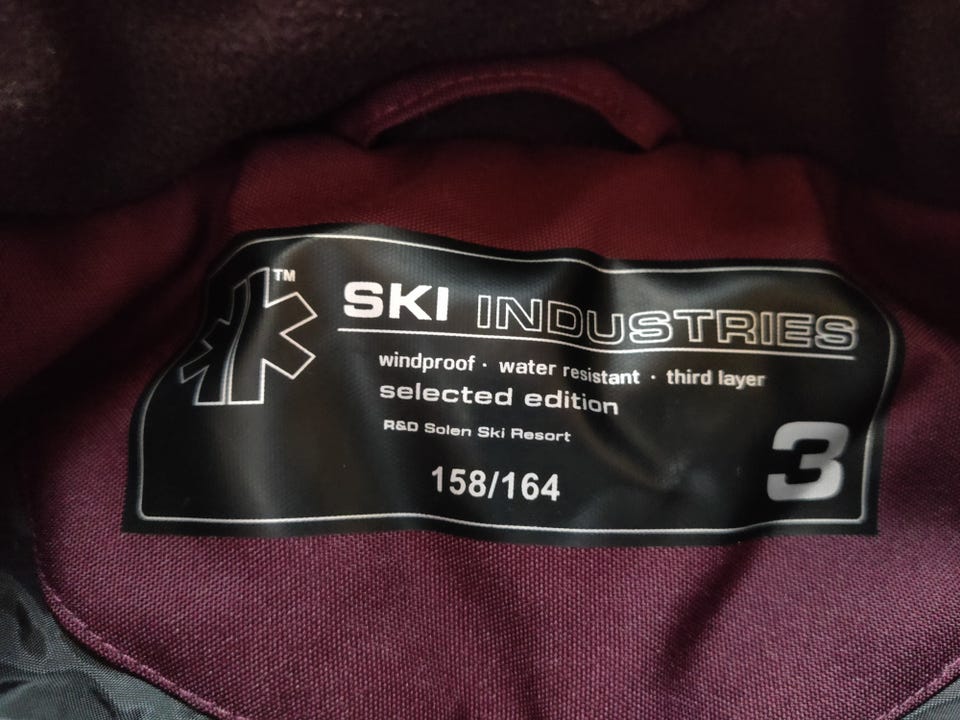 TM
SKI INDUSTRIES
windproof · water resistant · third layer
selected edition
R&D Solen Ski Resort
158/164
3